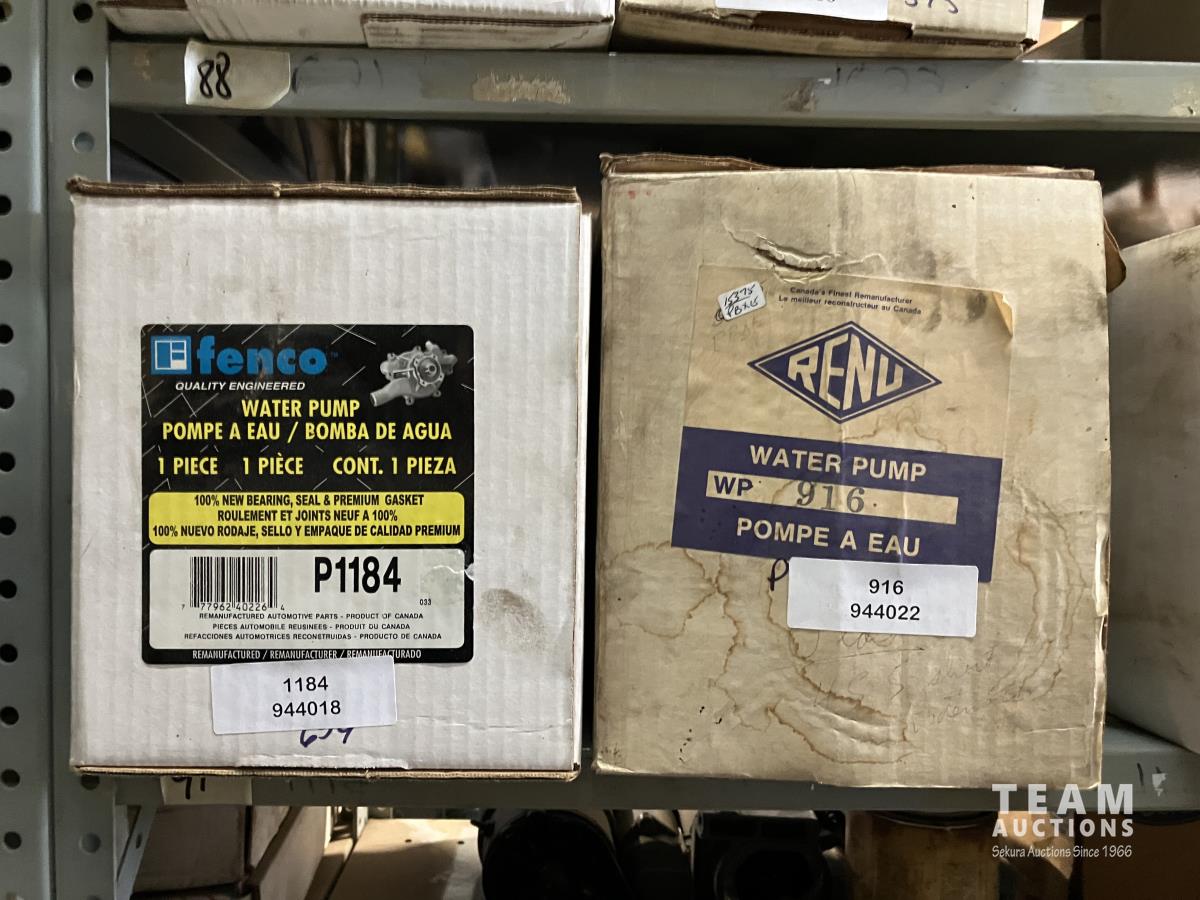 88
fenco
QUALITY ENGINEERED
WATER PUMP
POMPE A EAU / BOMBA DE AGUA
1 PIECE 1 PIÈCE CONT. 1 PIEZA
100% NEW BEARING, SEAL & PREMIUM GASKET
ROULEMENT ET JOINTS NEUF A 100%
100% NUEVO RODAJE, SELLO Y EMPAQUE DE CALIDAD PREMIUM
P1184
7 77962 40226 4
033
REMANUFACTURED AUTOMOTIVE PARTS - PRODUCT OF CANADA
PIECES AUTOMOBILE REUSINEES - PRODUIT DU CANADA
REFACCIONES AUTOMOTRICES RECONSTRUIDAS - PRODUCTO DE CANADA
REMANUFACTURED / REMANUFACTURER / REMANUFACTURADO
1184
944018
15375
Canada's Finest Remanufacturer
Le meilleur reconstructeur au Canada
RENU
WATER PUMP
WP 916
POMPE A EAU
P
916
944022
TEAM
AUCTIONS
Sekura Auctions Since 1966